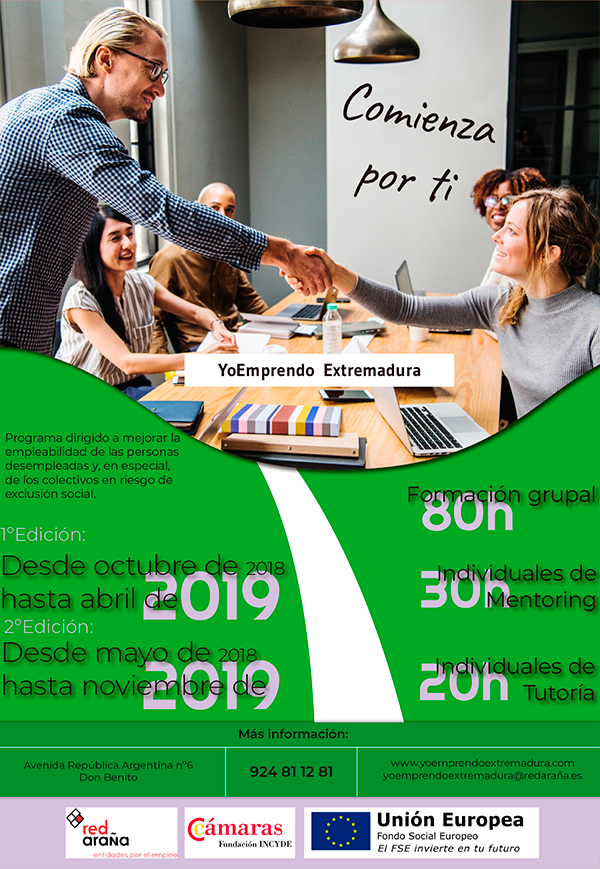 Comienza
por ti
YoEmprendo Extremadura
Programa dirigido a mejorar la
empleabilidad de las personas
desempleadas y, en especial,
de los colectivos en riesgo de
exclusión social.
1ºEdición:
Desde octubre de 2018
hasta abril de 2019
2ºEdición:
Desde mayo de 2018
hasta noviembre de 2019
Formación grupal
80h
Individuales de
30h
Mentoring
Individuales de
20h
Tutoría
Más información:
Avenida República Argentina nº6
Don Benito
924 81 12 81
www.yoemprendoextremadura.com
yoemprendoextremadura@redaraña.es
red
araña
entidades por el empleo
Cámaras
Fundación INCYDE
Unión Europea
Fondo Social Europeo
El FSE invierte en tu futuro